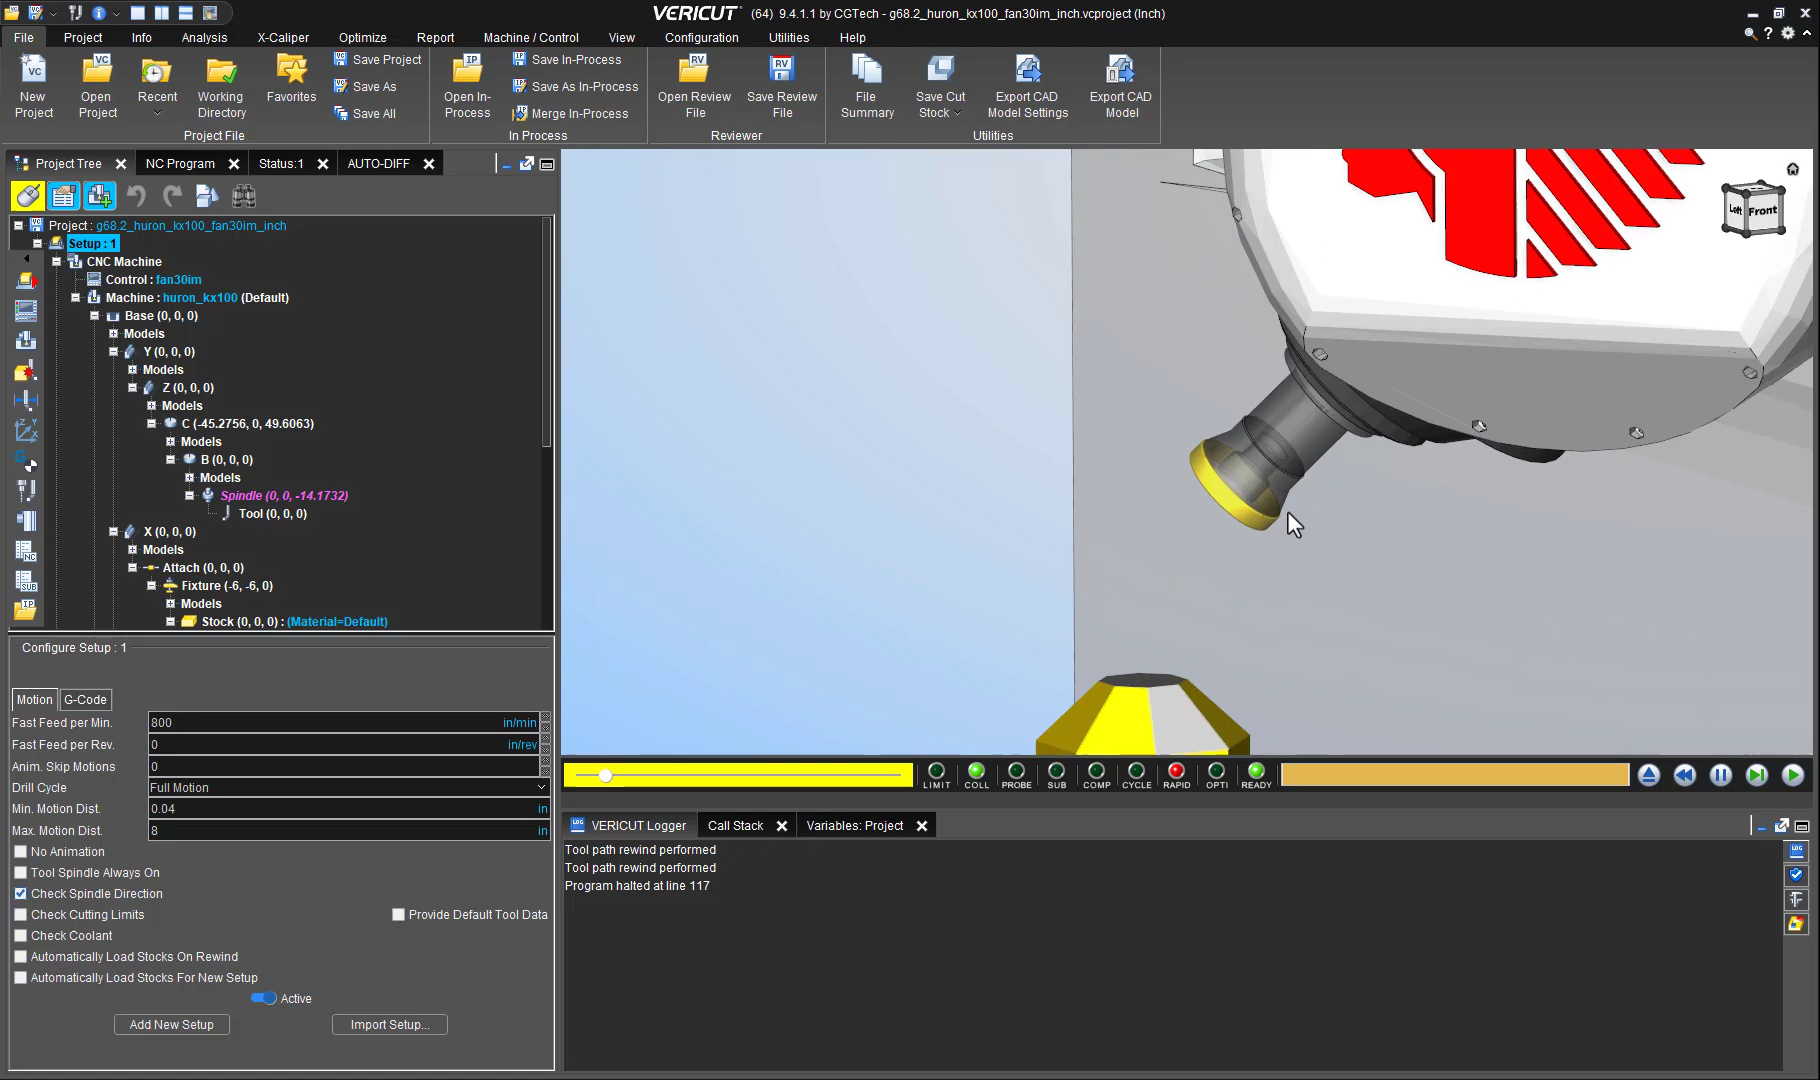 VERICUT® (64) 9.4.1.1 by CGTech - g68.2_huron_kx100_fan30im_inch.vcproject (Inch)
File Project Info Analysis X-Caliper Optimize Report Machine / Control View Configuration Utilities Help
New Project
Open Project
Recent
Working Directory
Favorites
Save Project
Save As
Save All
Project File
Open In-Process
Save In-Process
Save As In-Process
Merge In-Process
In Process
Open Review File
Save Review File
Reviewer
File Summary
Save Cut Stock
Export CAD Model Settings
Export CAD Model
Utilities
Project Tree NC Program Status:1 AUTO-DIFF
Project : g68.2_huron_kx100_fan30im_inch
Setup : 1
CNC Machine
Control : fan30im
Machine : huron_kx100 (Default)
Base (0, 0, 0)
Models
Y (0, 0, 0)
Models
Z (0, 0, 0)
Models
C (-45.2756, 0, 49.6063)
Models
B (0, 0, 0)
Models
Spindle (0, 0, -14.1732)
Tool (0, 0, 0)
X (0, 0, 0)
Models
Attach (0, 0, 0)
Fixture (-6, -6, 0)
Models
Stock (0, 0, 0) : (Material=Default)
Configure Setup : 1
Motion G-Code
Fast Feed per Min. 800 in/min
Fast Feed per Rev. 0 in/rev
Anim. Skip Motions 0
Drill Cycle Full Motion
Min. Motion Dist. 0.04 in
Max. Motion Dist. 8 in
No Animation
Tool Spindle Always On
Check Spindle Direction
Check Cutting Limits Provide Default Tool Data
Check Coolant
Automatically Load Stocks On Rewind
Automatically Load Stocks For New Setup
Active
Add New Setup Import Setup...
Left Front
LIMIT COLL PROBE SUB COMP CYCLE RAPID OPTI READY
VERICUT Logger Call Stack Variables: Project
Tool path rewind performed
Tool path rewind performed
Program halted at line 117